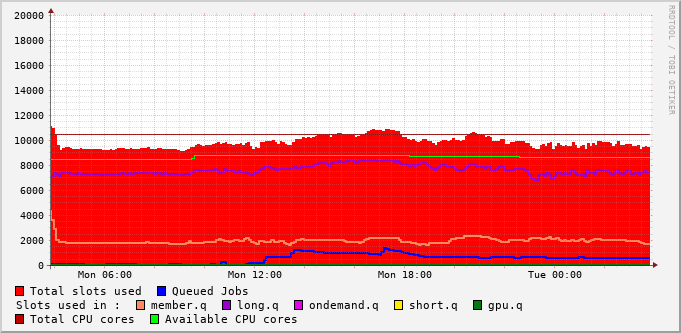 20000
18000
16000
14000
12000
10000
8000
6000
4000
2000
0
Mon 06:00 Mon 12:00 Mon 18:00 Tue 00:00
RRDTOOL / TOBI OETIKER
Total slots used Queued Jobs
Slots used in : member.q long.q ondemand.q short.q gpu.q
Total CPU cores Available CPU cores